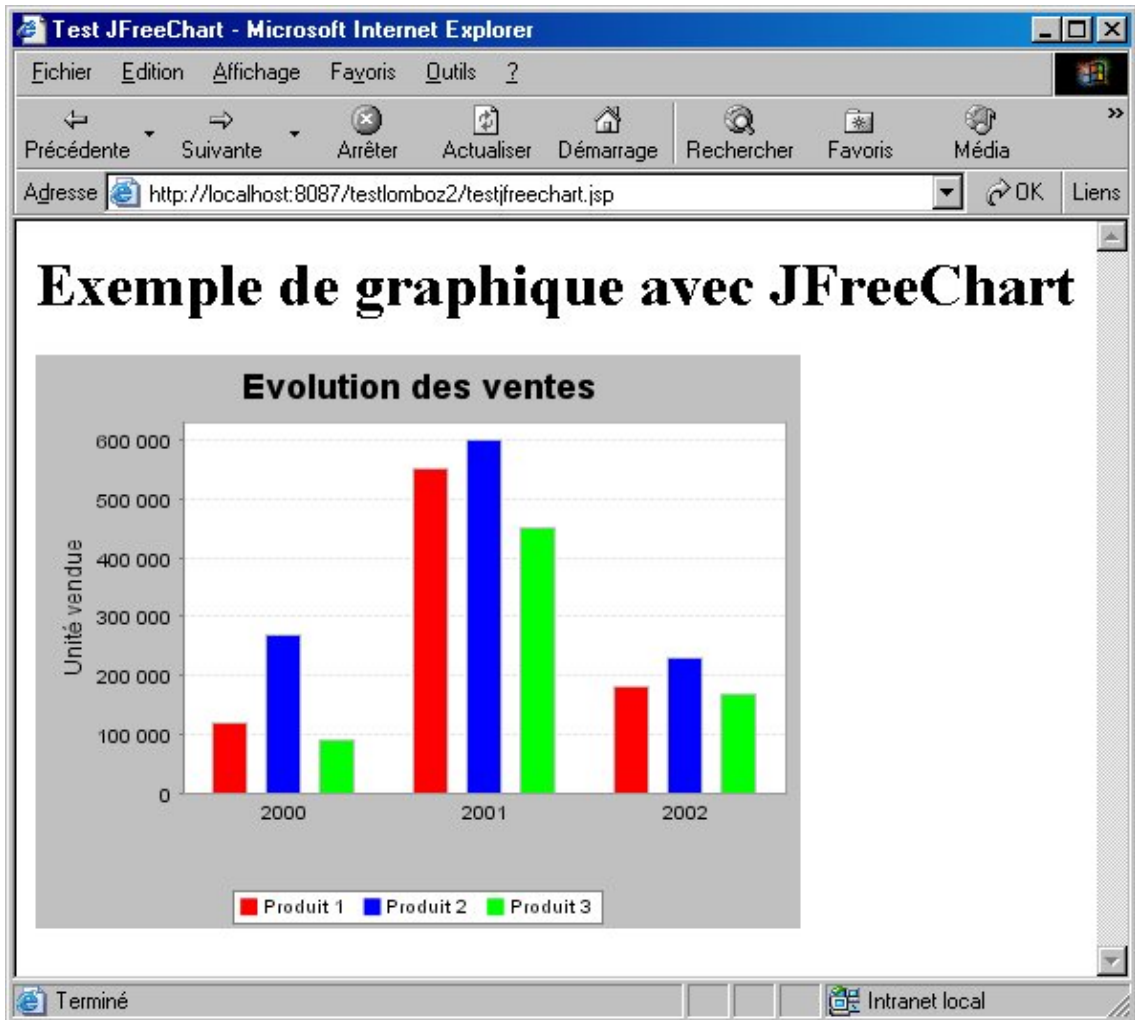 Test JFreeChart - Microsoft Internet Explorer
Fichier Edition Affichage Favoris Outils ?
Précédente Suivante Arrêter Actualiser Démarrage Rechercher Favoris Média »
Adresse http://localhost:8087/testlomboz2/testjfreechart.jsp OK Liens
Exemple de graphique avec JFreeChart
Evolution des ventes
Unité vendue
600 000
500 000
400 000
300 000
200 000
100 000
0
2000 2001 2002
Produit 1 Produit 2 Produit 3
Terminé Intranet local